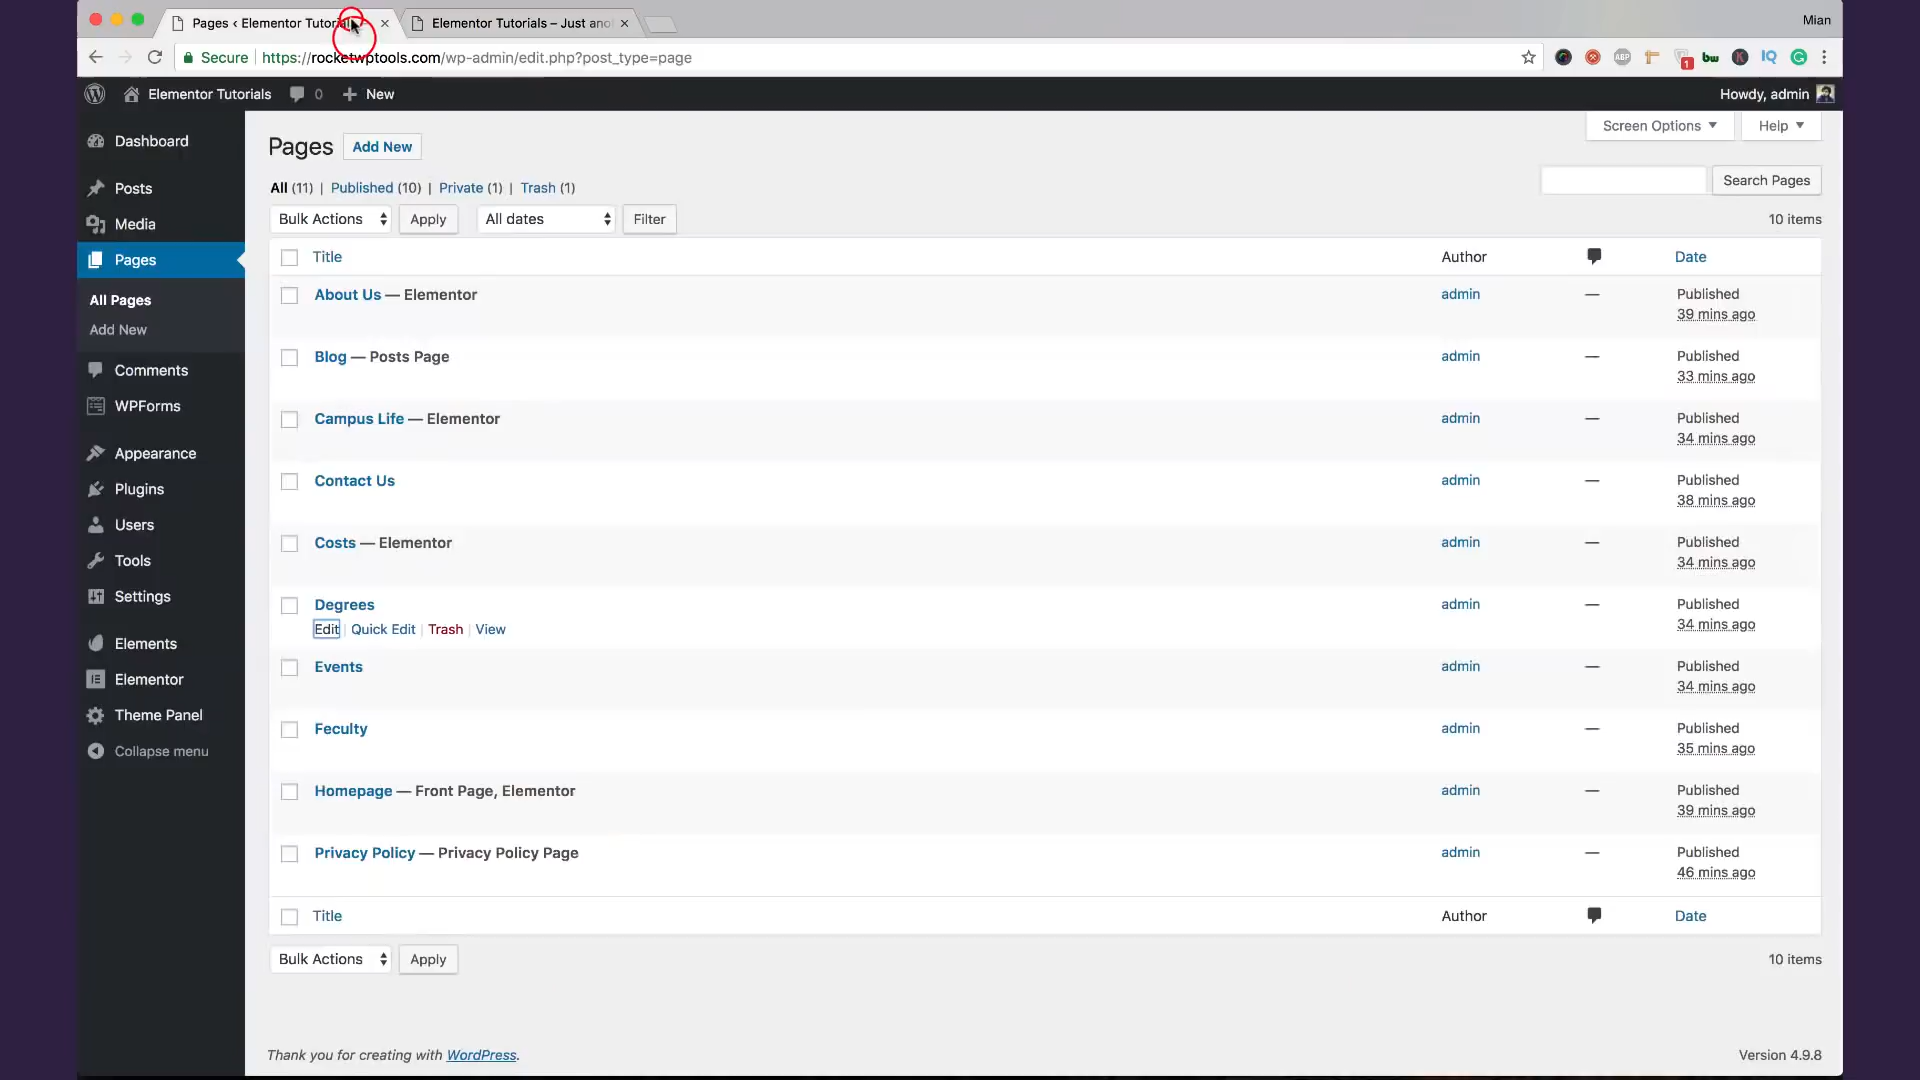 Pages ‹ Elementor Tutorial
Elementor Tutorials – Just ano
Mian
Secure
https://rocketwptools.com/wp-admin/edit.php?post_type=page
ABP
1
bw
K
IQ
G
Elementor Tutorials
0
New
Howdy, admin
Dashboard
Posts
Media
Pages
All Pages
Add New
Comments
WPForms
Appearance
Plugins
Users
Tools
Settings
Elements
Elementor
Theme Panel
Collapse menu
Screen Options
Help
Pages
Add New
All (11) | Published (10) | Private (1) | Trash (1)
Search Pages
Bulk Actions
Apply
All dates
Filter
10 items
Title
Author
Date
About Us — Elementor
admin
—
Published
39 mins ago
Blog — Posts Page
admin
—
Published
33 mins ago
Campus Life — Elementor
admin
—
Published
34 mins ago
Contact Us
admin
—
Published
38 mins ago
Costs — Elementor
admin
—
Published
34 mins ago
Degrees
admin
—
Published
34 mins ago
Edit | Quick Edit | Trash | View
Events
admin
—
Published
34 mins ago
Feculty
admin
—
Published
35 mins ago
Homepage — Front Page, Elementor
admin
—
Published
39 mins ago
Privacy Policy — Privacy Policy Page
admin
—
Published
46 mins ago
Title
Author
Date
Bulk Actions
Apply
10 items
Thank you for creating with WordPress.
Version 4.9.8